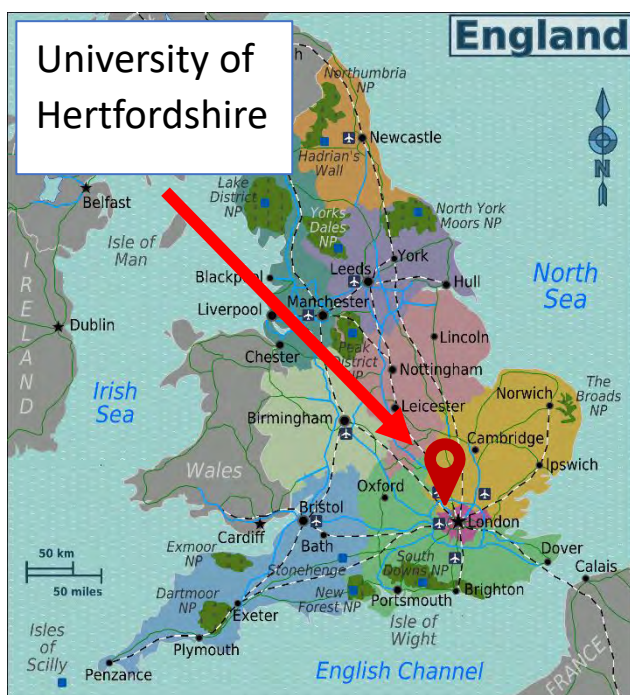 University of
Hertfordshire
England
Northumbria
NP
Newcastle
Hadrian's
Wall
N
Belfast
Lake
District
NP
Isle of
Man
Yorks
Dales NP
North York
Moors NP
IRELAND
Blackpool
Leeds
York
Hull
North
Sea
Dublin
Liverpool
Manchester
Lincoln
Chester
Peak
District
Nottingham
Irish
Sea
Leicester
Norwich
The
Broads
NP
Birmingham
Cambridge
Wales
Ipswich
Oxford
Bristol
London
Cardiff
Bath
50 km
50 miles
Exmoor
NP
Stonehenge
South
Downs NP
Dover
Calais
Dartmoor
NP
New
Forest NP
Portsmouth
Brighton
Exeter
Isle of
Wight
Isles
of
Scilly
Plymouth
Penzance
English Channel
FRANCE